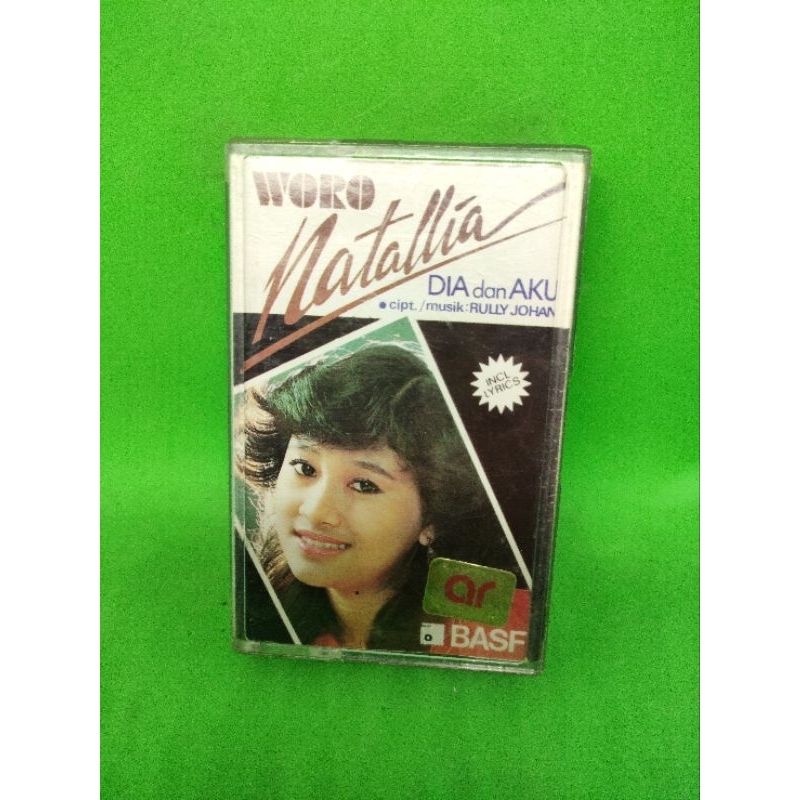 WORO
Natallia
DIA dan AKU
• cipt./musik: RULLY JOHAN
INCL
LYRICS
ar
BASF